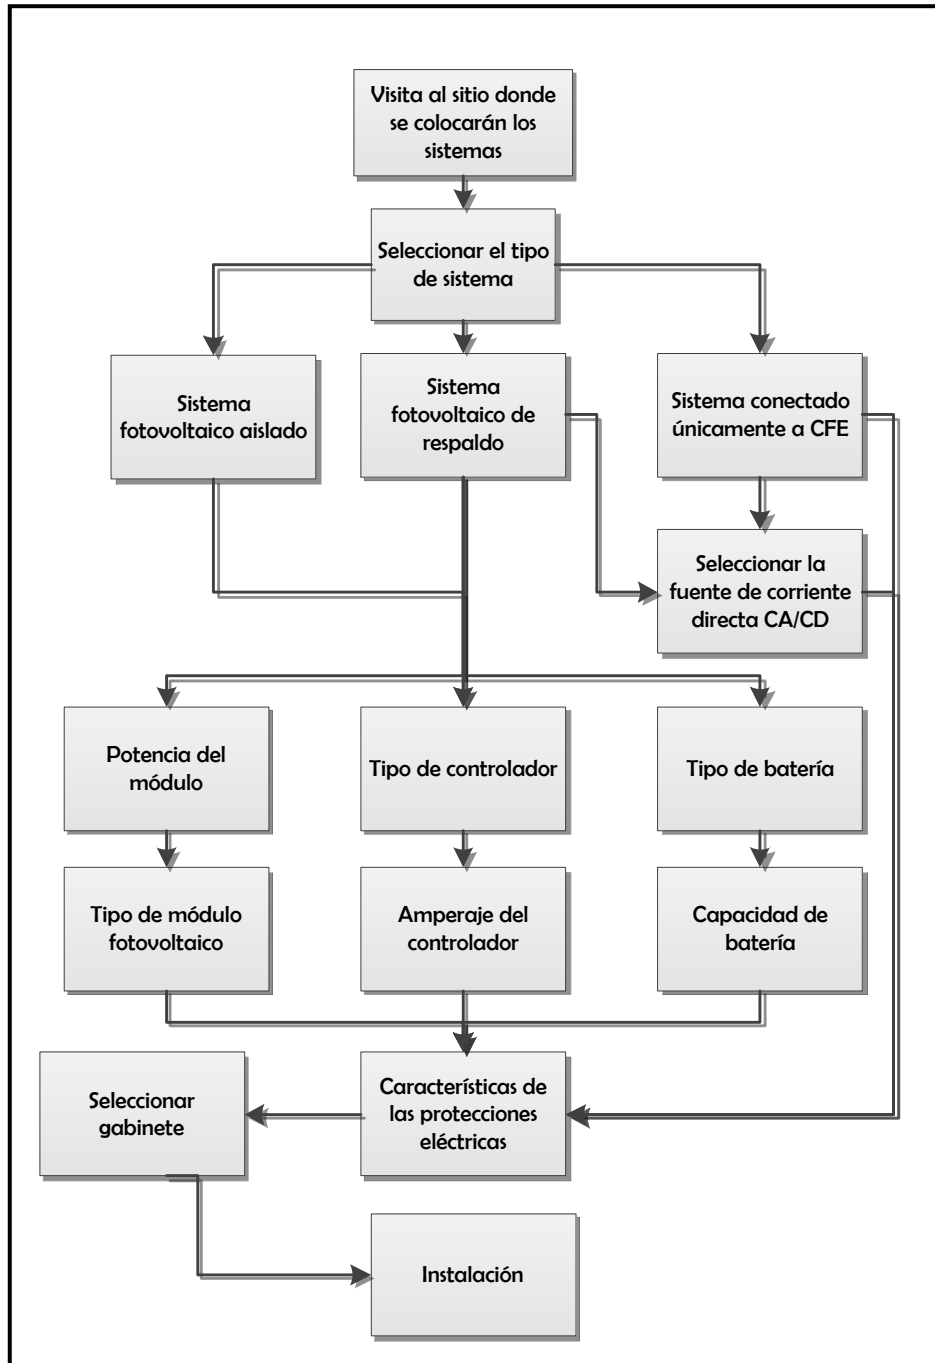 Visita al sitio donde
se colocarán los
sistemas
Seleccionar el tipo
de sistema
Sistema
fotovoltaico aislado
Sistema
fotovoltaico de
respaldo
Sistema conectado
únicamente a CFE
Seleccionar la
fuente de corriente
directa CA/CD
Potencia del
módulo
Tipo de controlador
Tipo de batería
Tipo de módulo
fotovoltaico
Amperaje del
controlador
Capacidad de
batería
Seleccionar
gabinete
Características de
las protecciones
eléctricas
Instalación